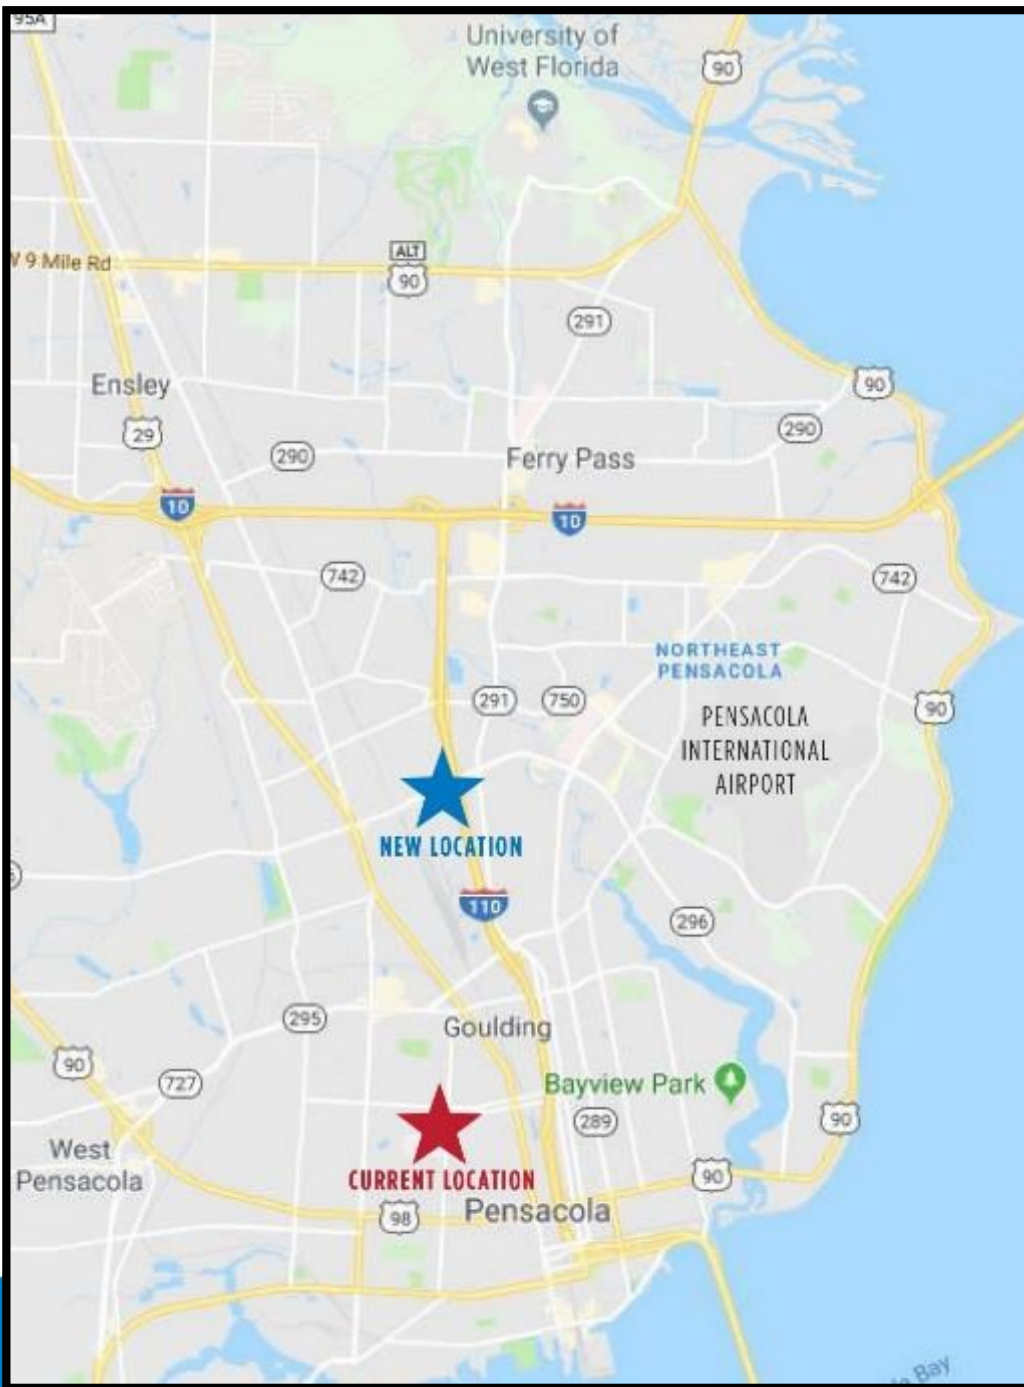 95A
University of
West Florida
90
W 9 Mile Rd
ALT
90
291
Ensley
90
29
290
290
Ferry Pass
10
10
742
742
NORTHEAST
PENSACOLA
291
750
90
PENSACOLA
INTERNATIONAL
AIRPORT
NEW LOCATION
110
296
295
Goulding
90
727
Bayview Park
289
90
West
Pensacola
CURRENT LOCATION
90
98
Pensacola
Bay